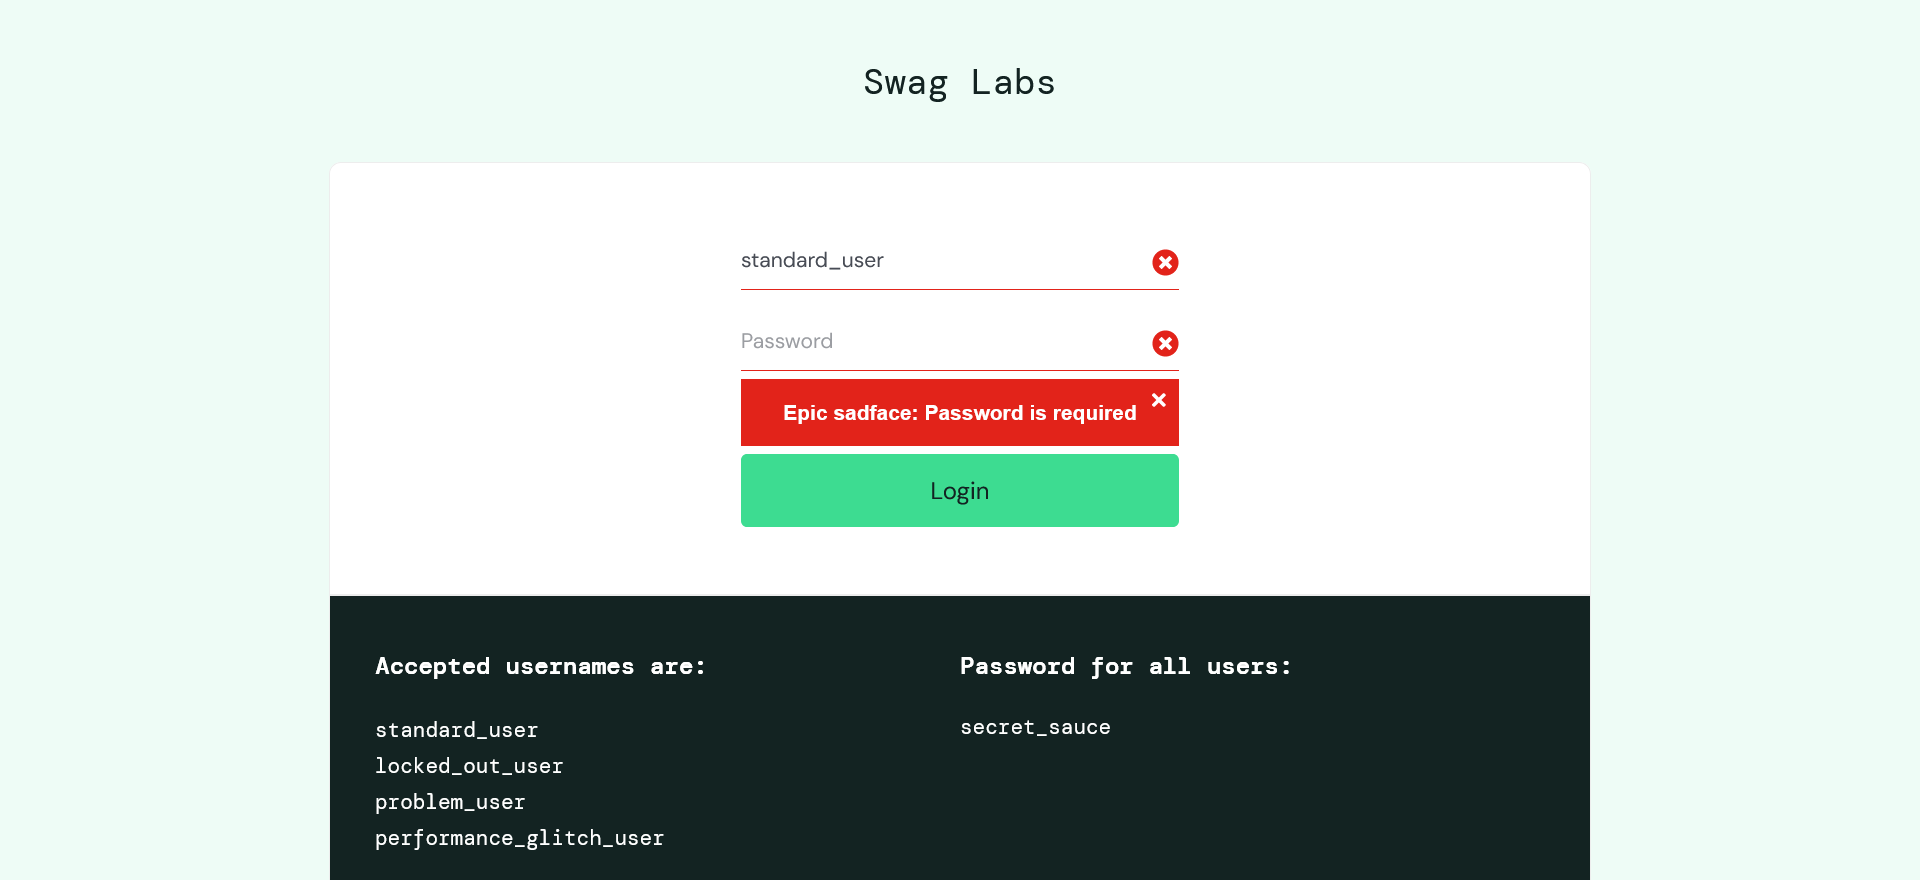 Swag Labs
standard_user
Password
Epic sadface: Password is required
Login
Accepted usernames are:
standard_user
locked_out_user
problem_user
performance_glitch_user
Password for all users:
secret_sauce